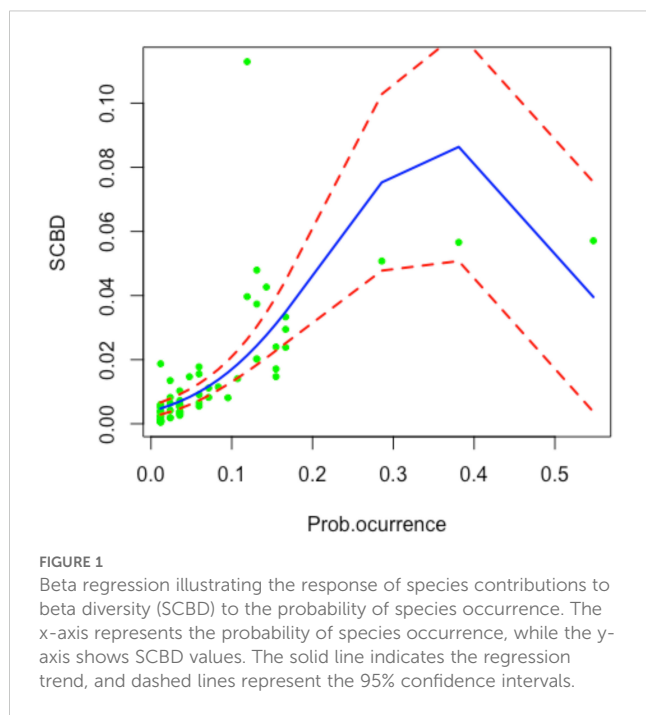 0.10
0.08
0.06
0.04
0.02
0.00
SCBD
0.0 0.1 0.2 0.3 0.4 0.5
Prob.ocurrence
FIGURE 1
Beta regression illustrating the response of species contributions to
beta diversity (SCBD) to the probability of species occurrence. The
x-axis represents the probability of species occurrence, while the y-
axis shows SCBD values. The solid line indicates the regression
trend, and dashed lines represent the 95% confidence intervals.